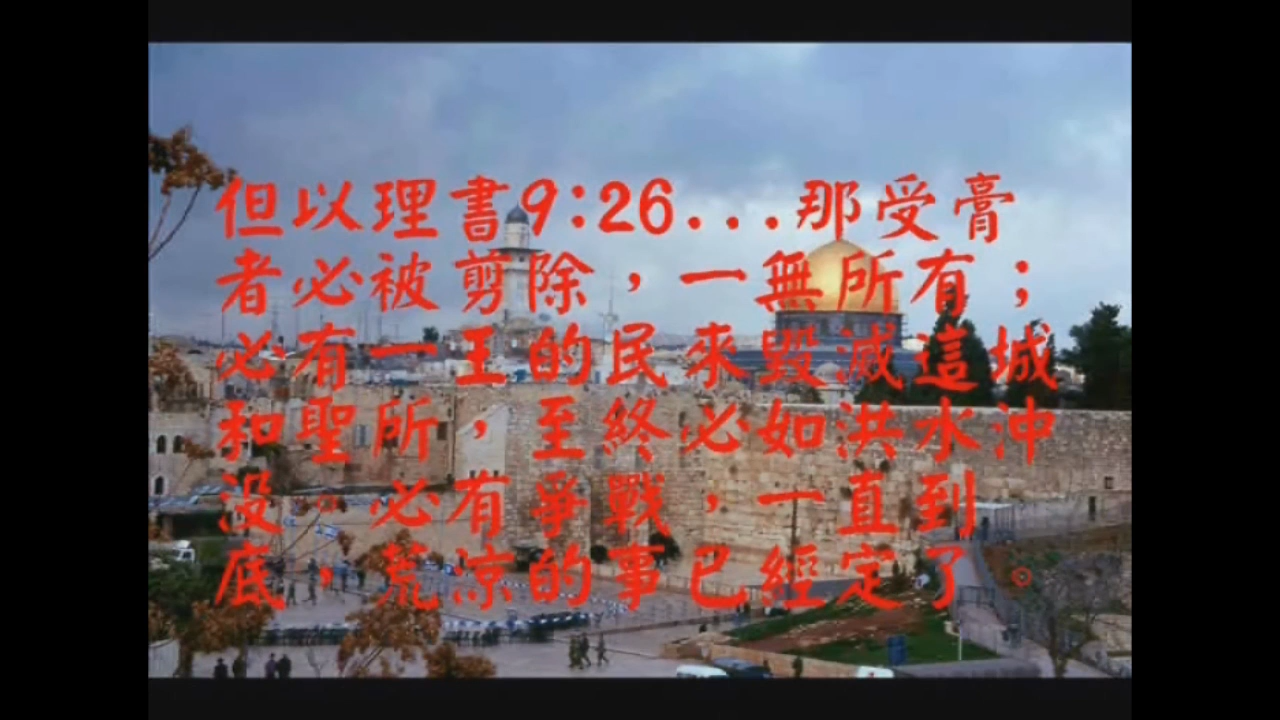 但以理書9:26...那受膏
者必被剪除，一無所有；
必有一王的民來毀滅這城
和聖所，至終必如洪水沖
没。必有爭戰，一直到
底，荒涼的事已經定了。